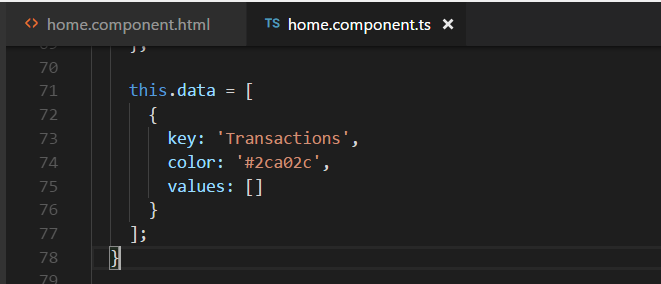 <> home.component.html TS home.component.ts ×
69 ];
70
71 this.data = [
72 {
73 key: 'Transactions',
74 color: '#2ca02c',
75 values: []
76 }
77 ];
78 }
79